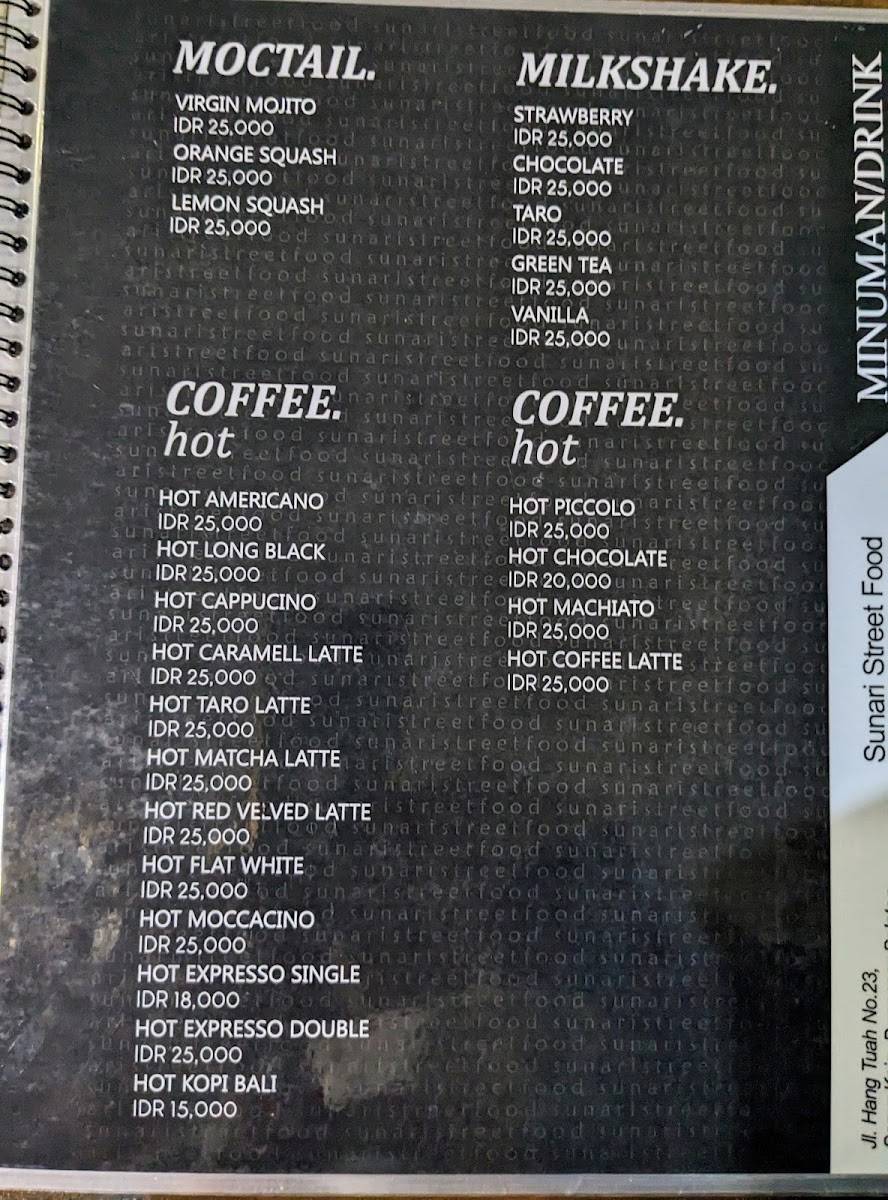 MOCTAIL.
VIRGIN MOJITO
IDR 25,000
ORANGE SQUASH
IDR 25,000
LEMON SQUASH
IDR 25,000
MILKSHAKE.
STRAWBERRY
IDR 25,000
CHOCOLATE
IDR 25,000
TARO
IDR 25,000
GREEN TEA
IDR 25,000
VANILLA
IDR 25,000
COFFEE.
hot
HOT AMERICANO
IDR 25,000
HOT LONG BLACK
IDR 25,000
HOT CAPPUCINO
IDR 25,000
HOT CARAMELL LATTE
IDR 25,000
HOT TARO LATTE
IDR 25,000
HOT MATCHA LATTE
IDR 25,000
HOT RED VELVED LATTE
IDR 25,000
HOT FLAT WHITE
IDR 25,000
HOT MOCCACINO
IDR 25,000
HOT EXPRESSO SINGLE
IDR 18,000
HOT EXPRESSO DOUBLE
IDR 25,000
HOT KOPI BALI
IDR 15,000
COFFEE.
hot
HOT PICCOLO
IDR 25,000
HOT CHOCOLATE
IDR 20,000
HOT MACHIATO
IDR 25,000
HOT COFFEE LATTE
IDR 25,000
MINUMAN/DRINK
Sunari Street Food
Jl. Hang Tuah No.23,